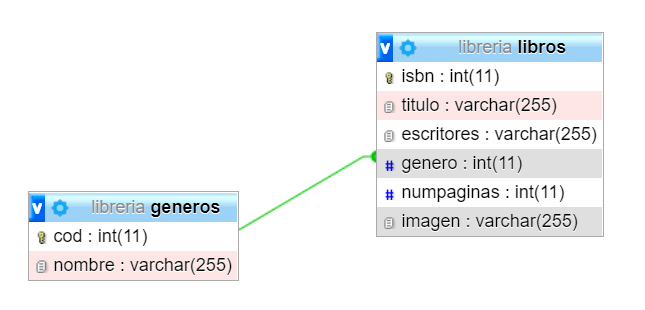 v libreria libros
isbn : int(11)
titulo : varchar(255)
escritores : varchar(255)
# genero : int(11)
# numpaginas : int(11)
imagen : varchar(255)
v libreria generos
cod : int(11)
nombre : varchar(255)